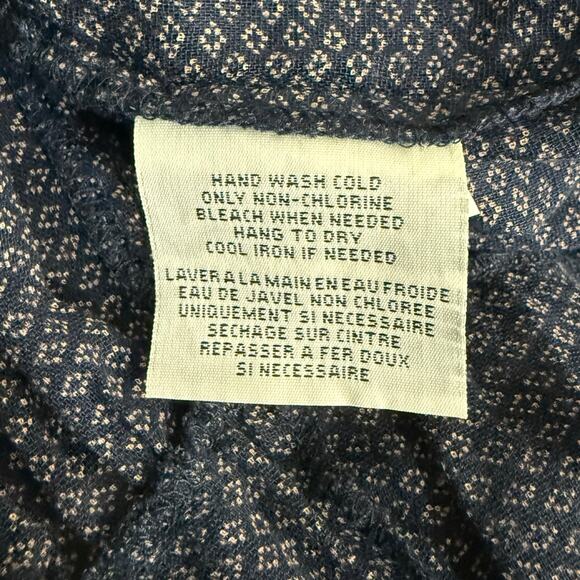 HAND WASH COLD
ONLY NON-CHLORINE
BLEACH WHEN NEEDED
HANG TO DRY
COOL IRON IF NEEDED
LAVER A LA MAIN EN EAU FROIDE
EAU DE JAVEL NON CHLOREE
UNIQUEMENT SI NECESSAIRE
SECHAGE SUR CINTRE
REPASSER A FER DOUX
SI NECESSAIRE